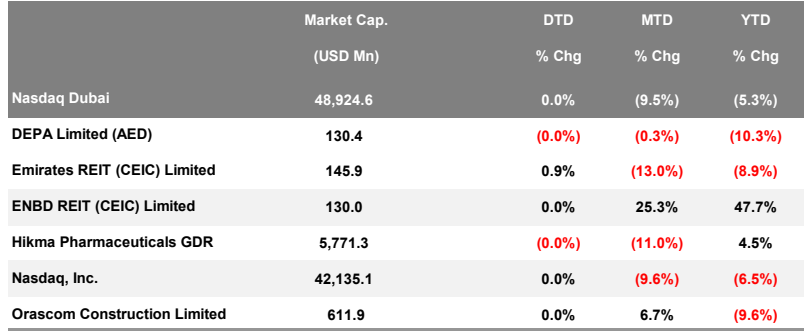 Market Cap. DTD MTD YTD
(USD Mn) % Chg % Chg % Chg
Nasdaq Dubai 48,924.6 0.0% (9.5%) (5.3%)
DEPA Limited (AED) 130.4 (0.0%) (0.3%) (10.3%)
Emirates REIT (CEIC) Limited 145.9 0.9% (13.0%) (8.9%)
ENBD REIT (CEIC) Limited 130.0 0.0% 25.3% 47.7%
Hikma Pharmaceuticals GDR 5,771.3 (0.0%) (11.0%) 4.5%
Nasdaq, Inc. 42,135.1 0.0% (9.6%) (6.5%)
Orascom Construction Limited 611.9 0.0% 6.7% (9.6%)